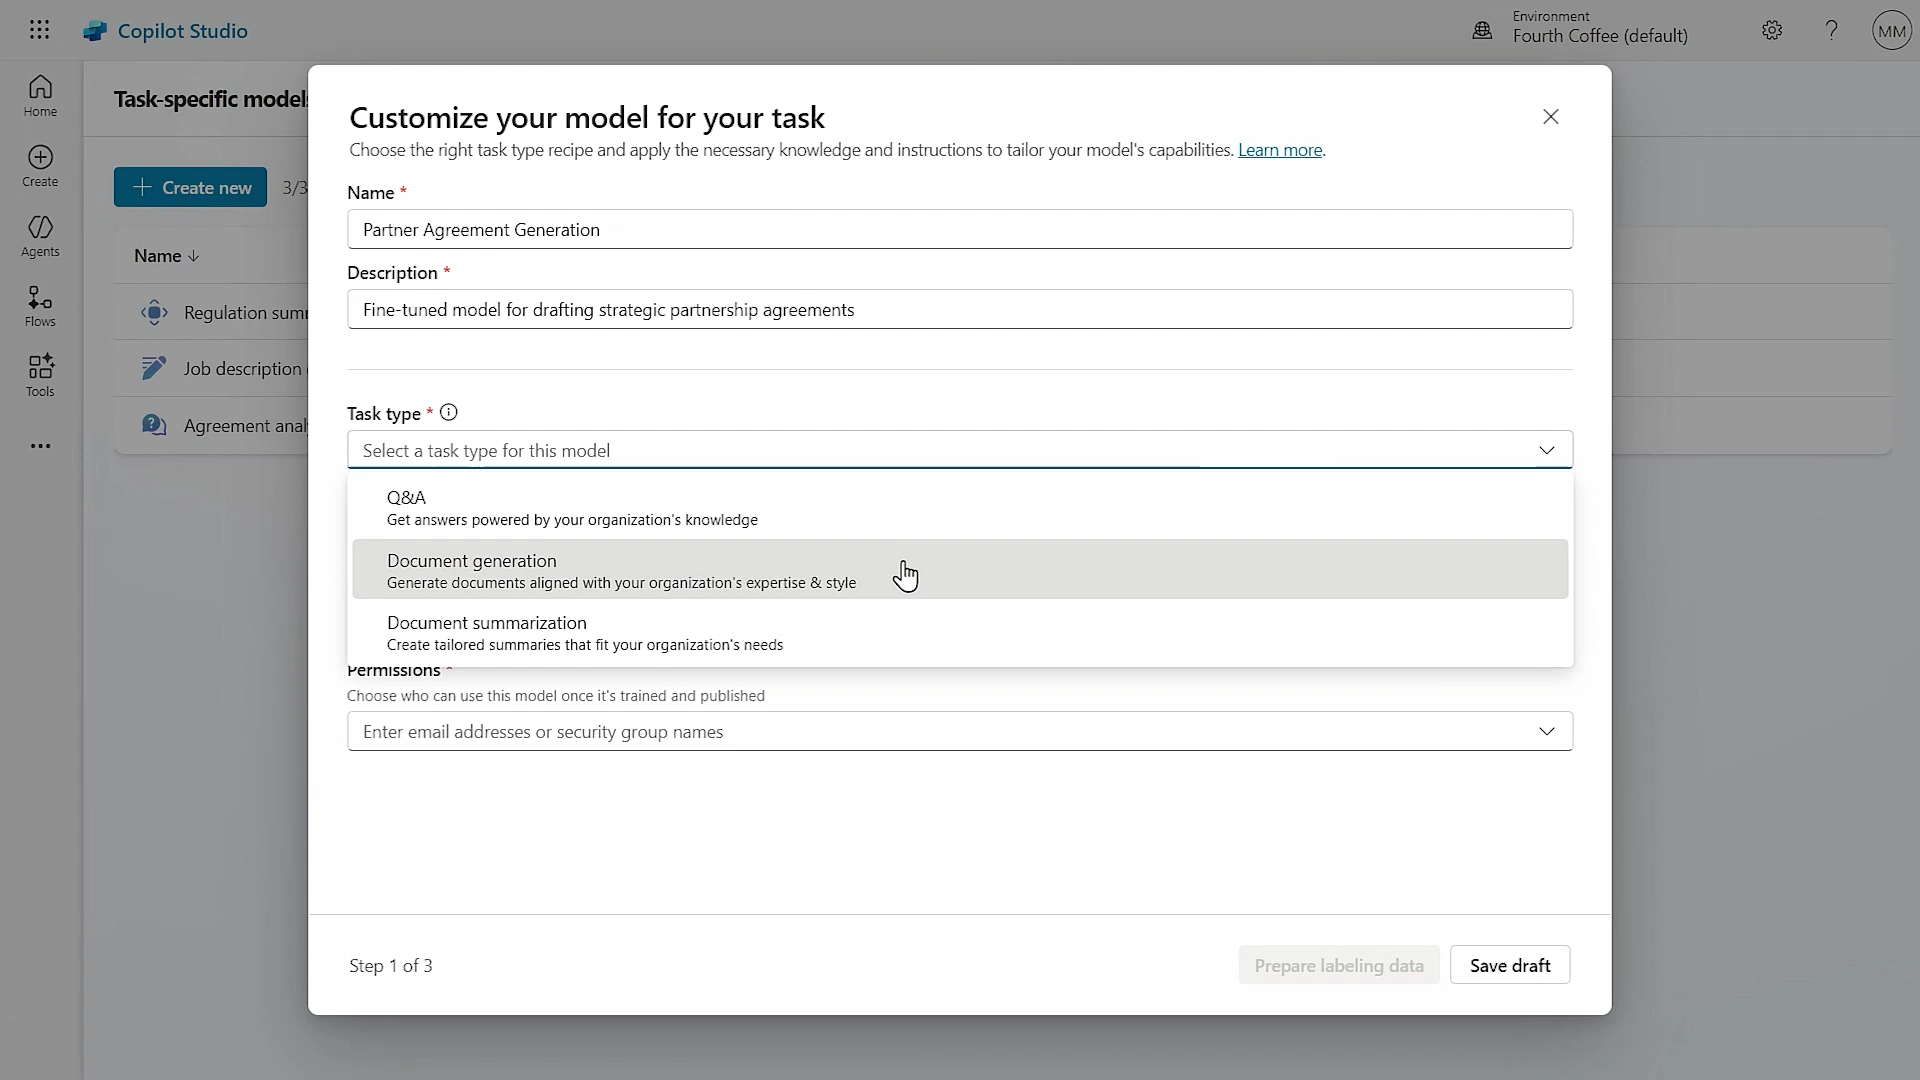 Copilot Studio
Environment
Fourth Coffee (default)
MM
Home
Create
Agents
Flows
Tools
Task-specific models
Create new
3/3
Name
Regulation
Job description
Agreement
Customize your model for your task
Choose the right task type recipe and apply the necessary knowledge and instructions to tailor your model's capabilities. Learn more.
Name *
Partner Agreement Generation
Description *
Fine-tuned model for drafting strategic partnership agreements
Task type *
Select a task type for this model
Q&A
Get answers powered by your organization's knowledge
Document generation
Generate documents aligned with your organization's expertise & style
Document summarization
Create tailored summaries that fit your organization's needs
Permissions *
Choose who can use this model once it's trained and published
Enter email addresses or security group names
Step 1 of 3
Prepare labeling data
Save draft